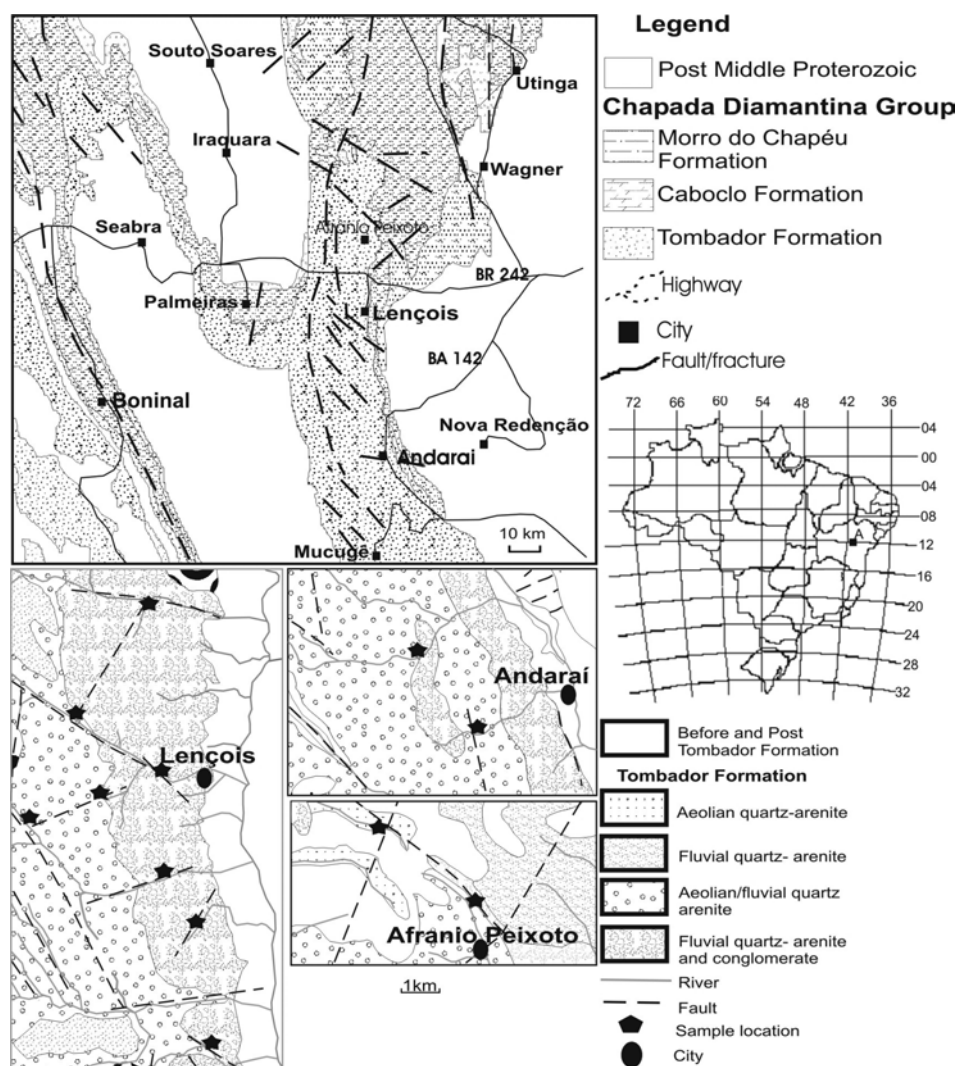 Souto Soares
Utinga
Iraquara
Wagner
Seabra
Afranio Peixoto
BR 242
Palmeiras
Lençois
BA 142
Boninal
Nova Redenção
Andarai
10 km
Mucugê
Legend
Post Middle Proterozoic
Chapada Diamantina Group
Morro do Chapéu
Formation
Caboclo Formation
Tombador Formation
Highway
City
Fault/fracture
72 66 60 54 48 42 36
04
00
04
08
A
12
16
20
24
28
32
Lençois
Andaraí
Afranio Peixoto
1km
Before and Post
Tombador Formation
Tombador Formation
Aeolian quartz-arenite
Fluvial quartz- arenite
Aeolian/fluvial quartz
arenite
Fluvial quartz- arenite
and conglomerate
River
Fault
Sample location
City